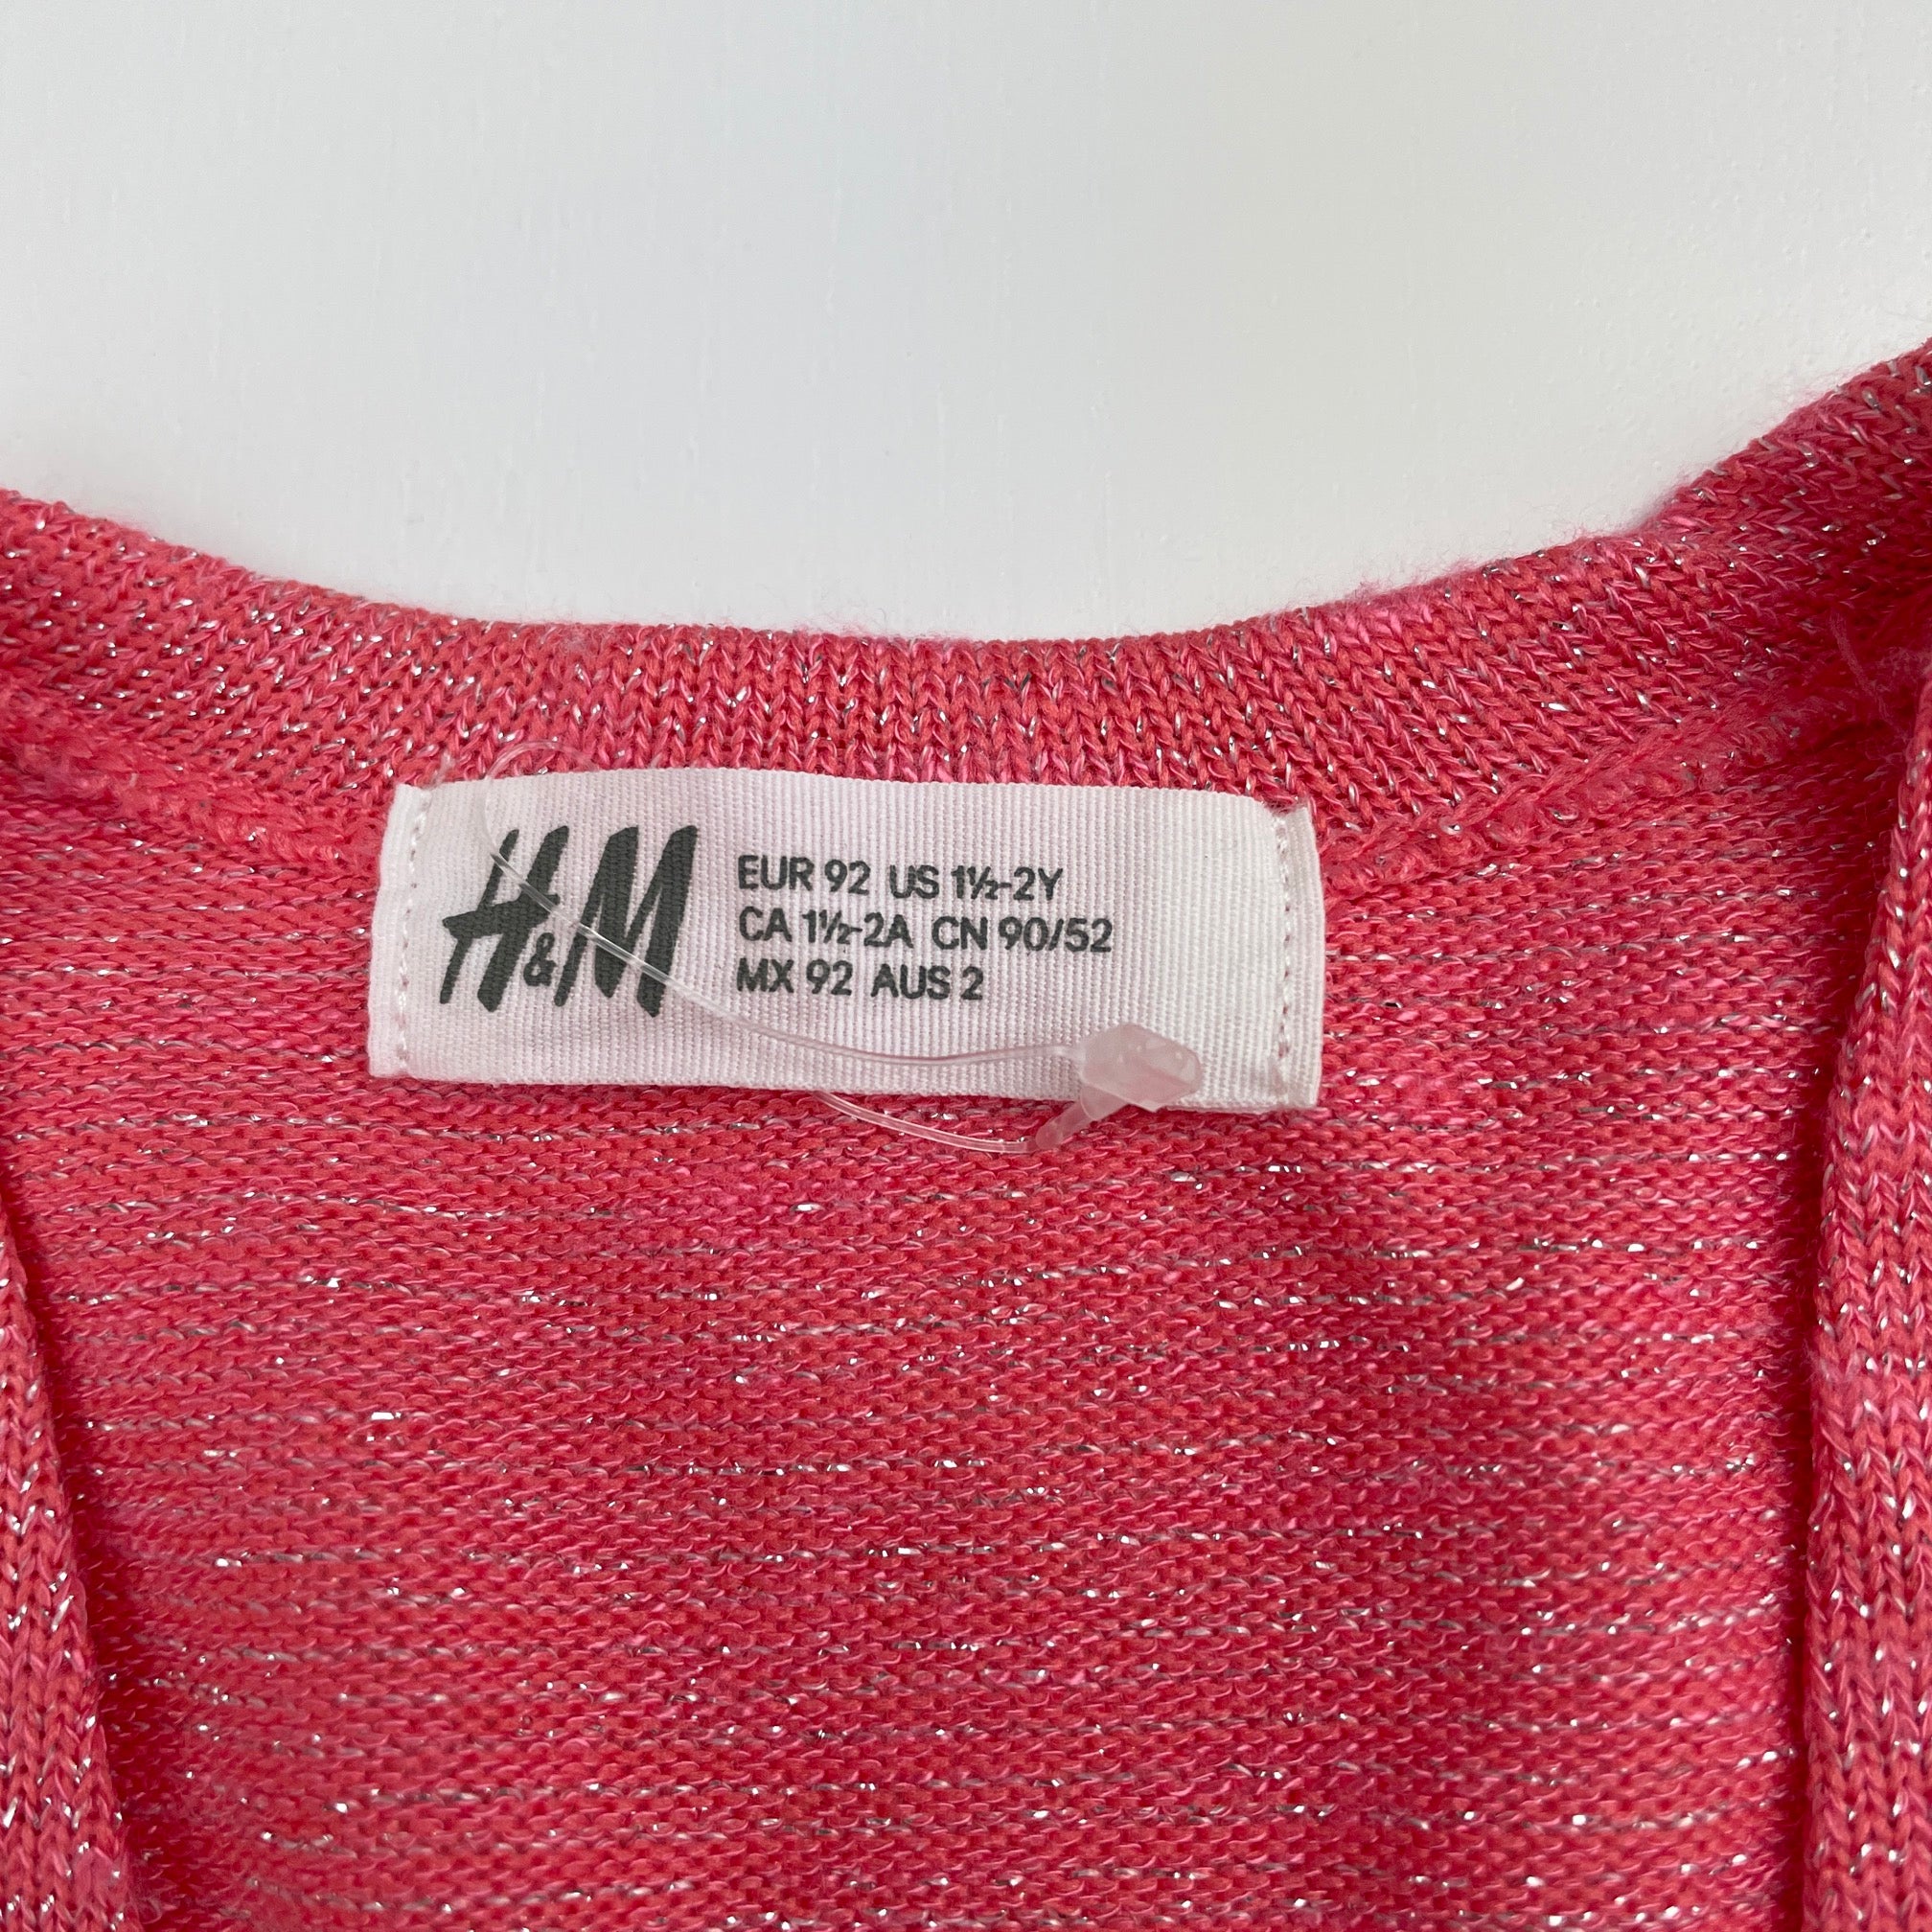 H&M
EUR 92 US 1½-2Y
CA 1½-2A CN 90/52
MX 92 AUS 2